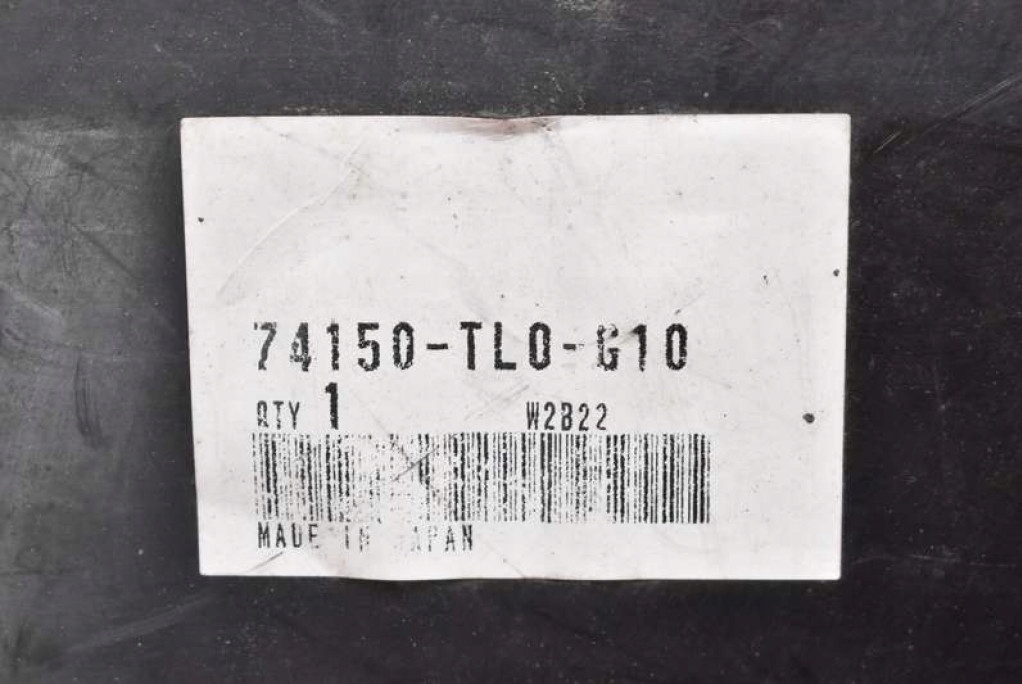 74150-TL0-G10
QTY 1 W2B22
MADE IN JAPAN